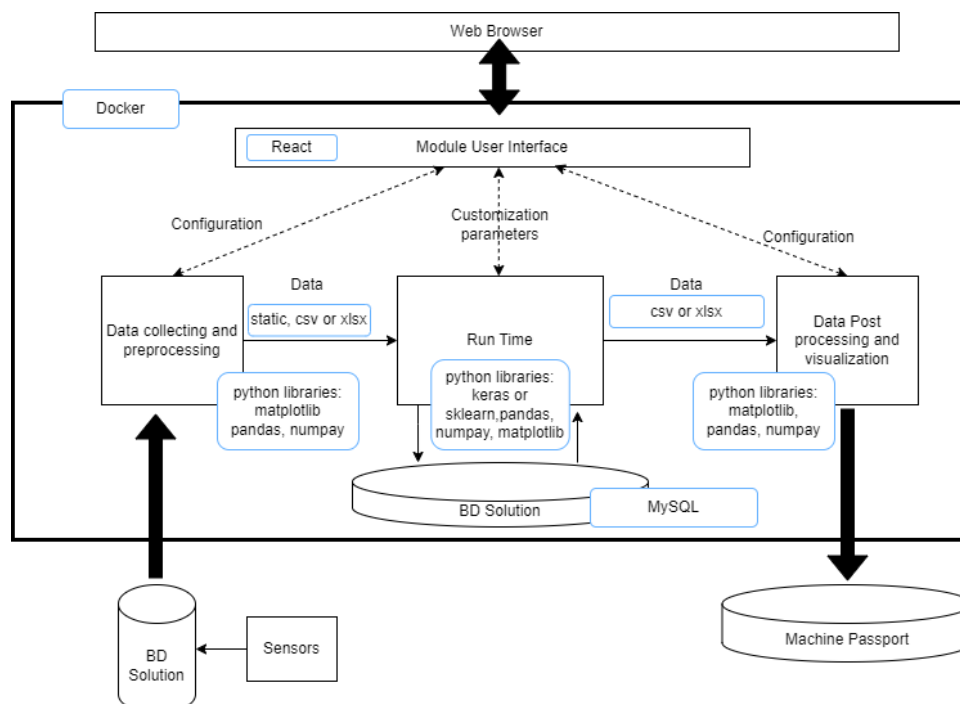 Web Browser
Docker
React
Module User Interface
Configuration
Customization
parameters
Configuration
Data
Data
static, csv or xlsx
csv or xlsx
Data collecting and
preprocessing
Run Time
Data Post
processing and
visualization
python libraries:
matplotlib
pandas, numpay
python libraries:
keras or
sklearn,pandas,
numpay, matplotlib
python libraries:
matplotlib,
pandas, numpay
BD Solution
MySQL
BD
Solution
Sensors
Machine Passport